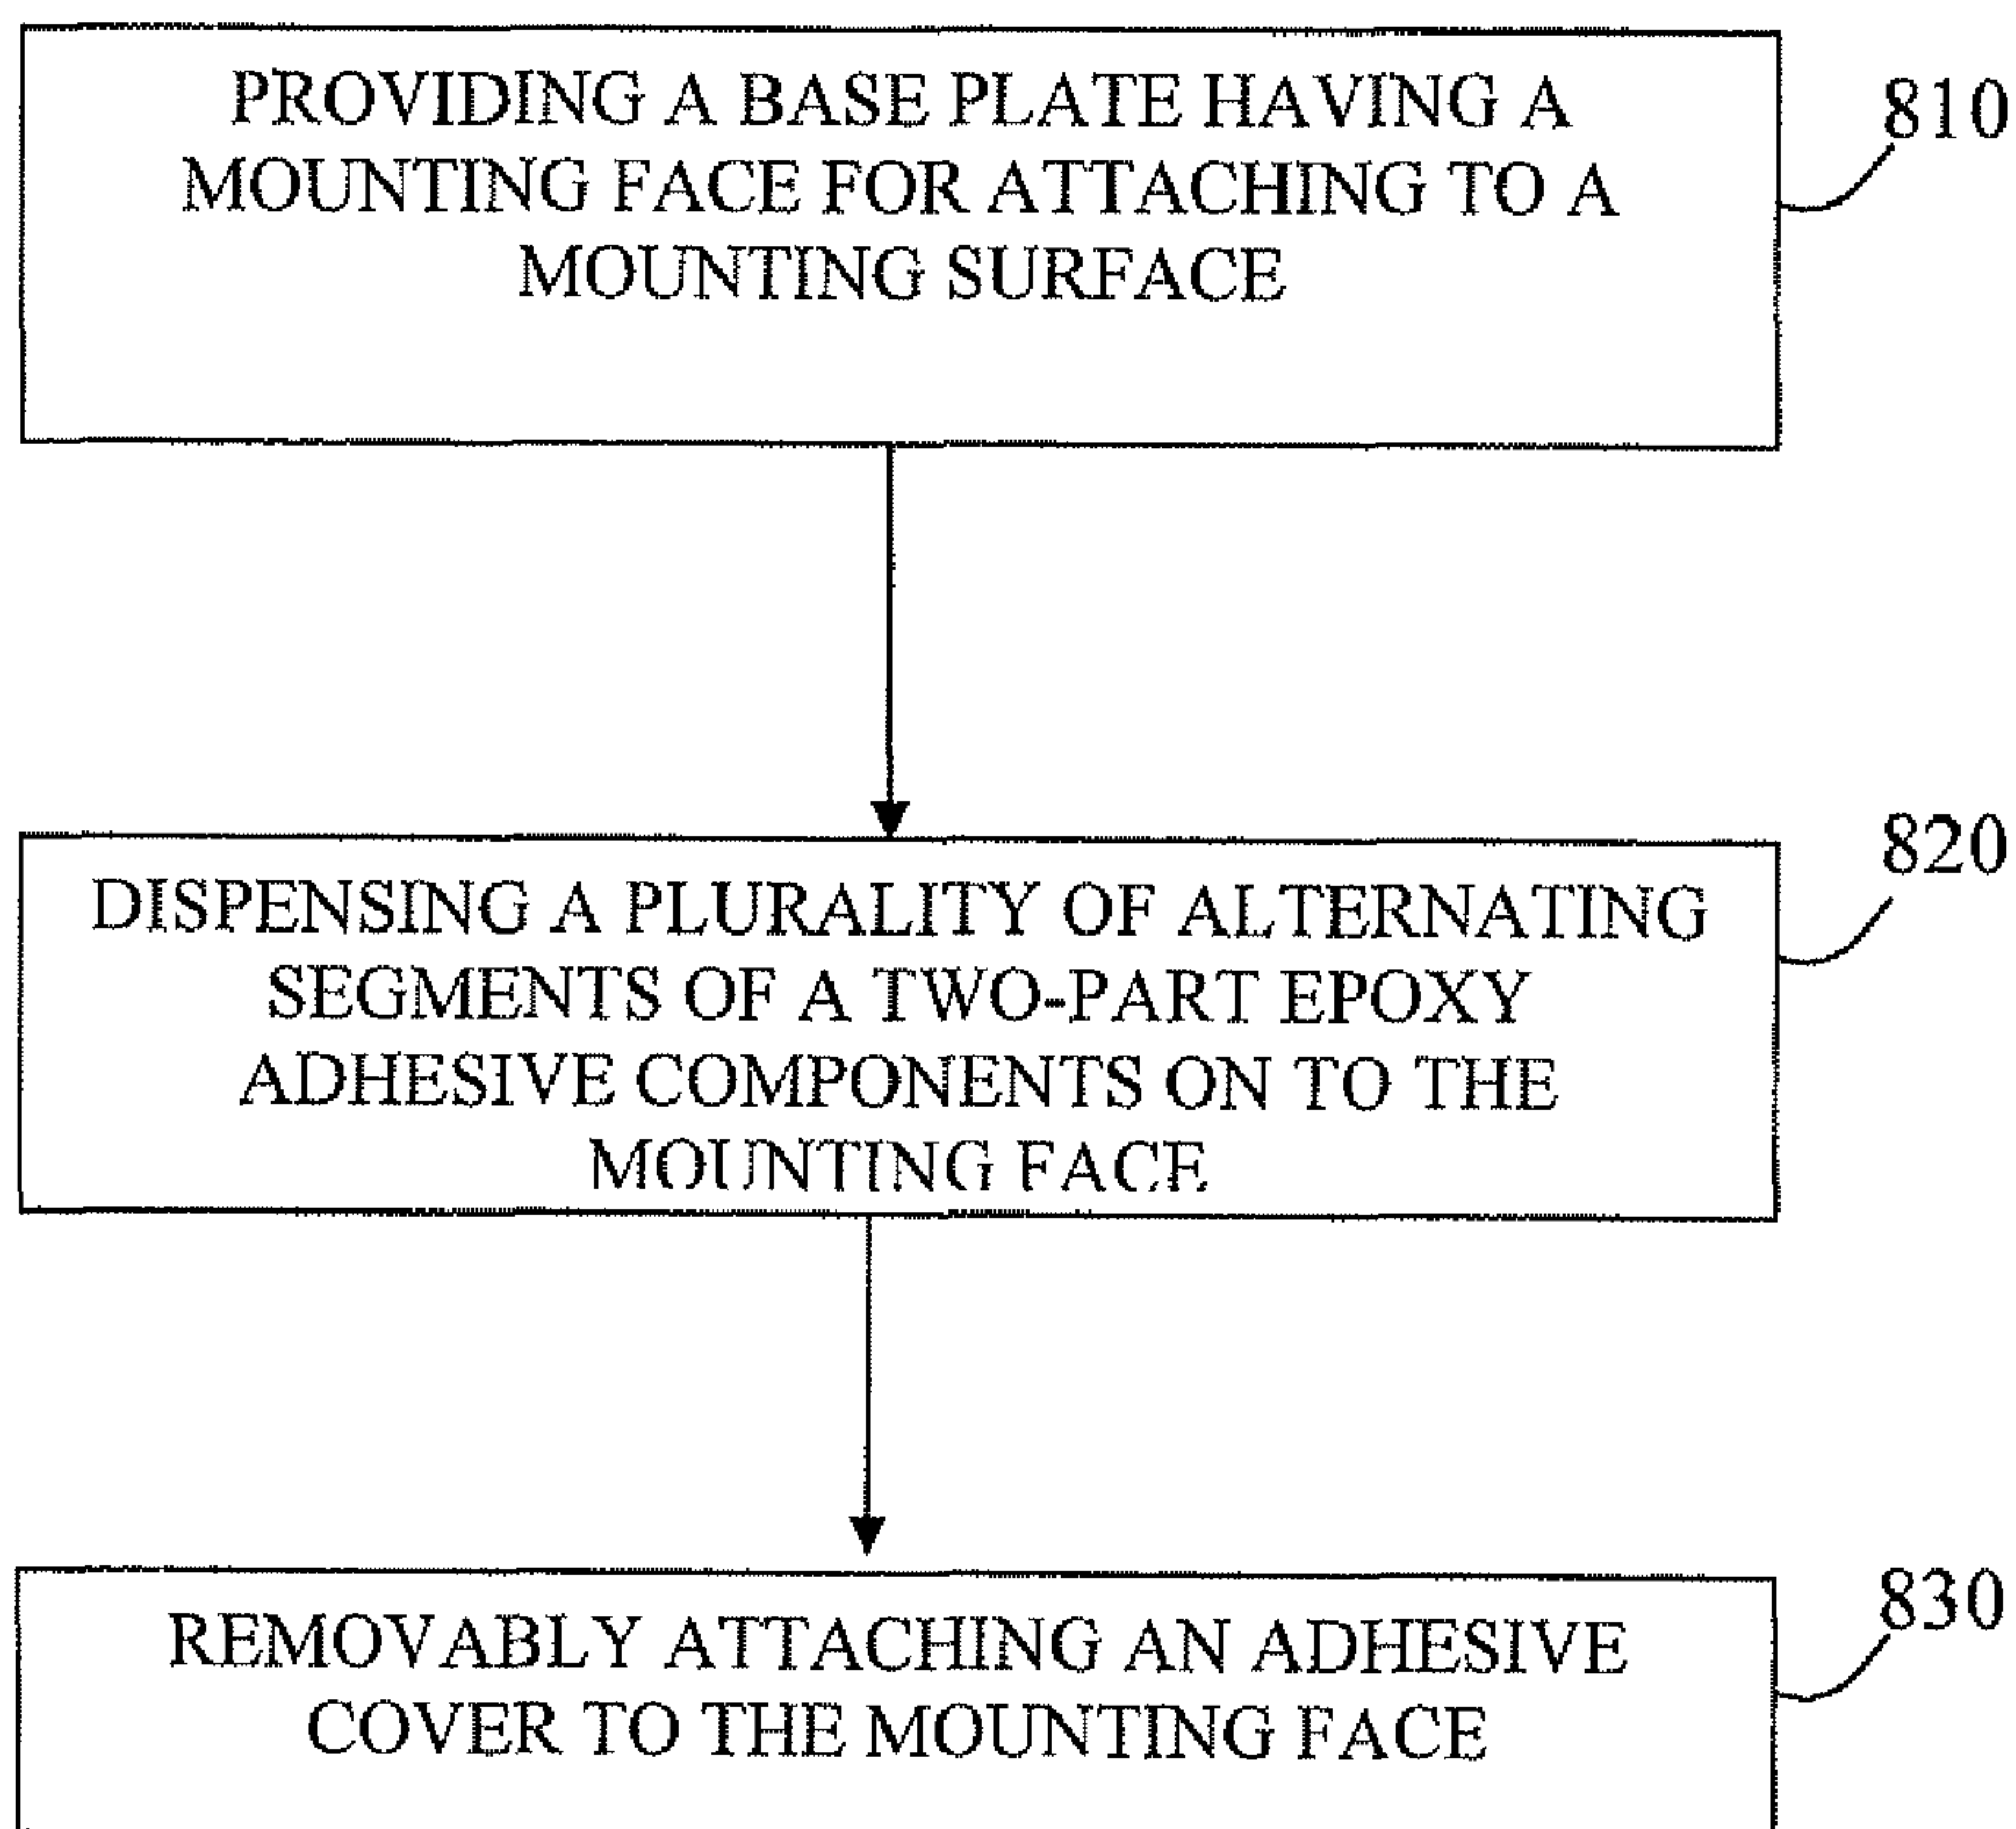 PROVIDING A BASE PLATE HAVING A
MOUNTING FACE FOR ATTACHING TO A
MOUNTING SURFACE
810
DISPENSING A PLURALITY OF ALTERNATING
SEGMENTS OF A TWO-PART EPOXY
ADHESIVE COMPONENTS ON TO THE
MOUNTING FACE
820
REMOVABLY ATTACHING AN ADHESIVE
COVER TO THE MOUNTING FACE
830